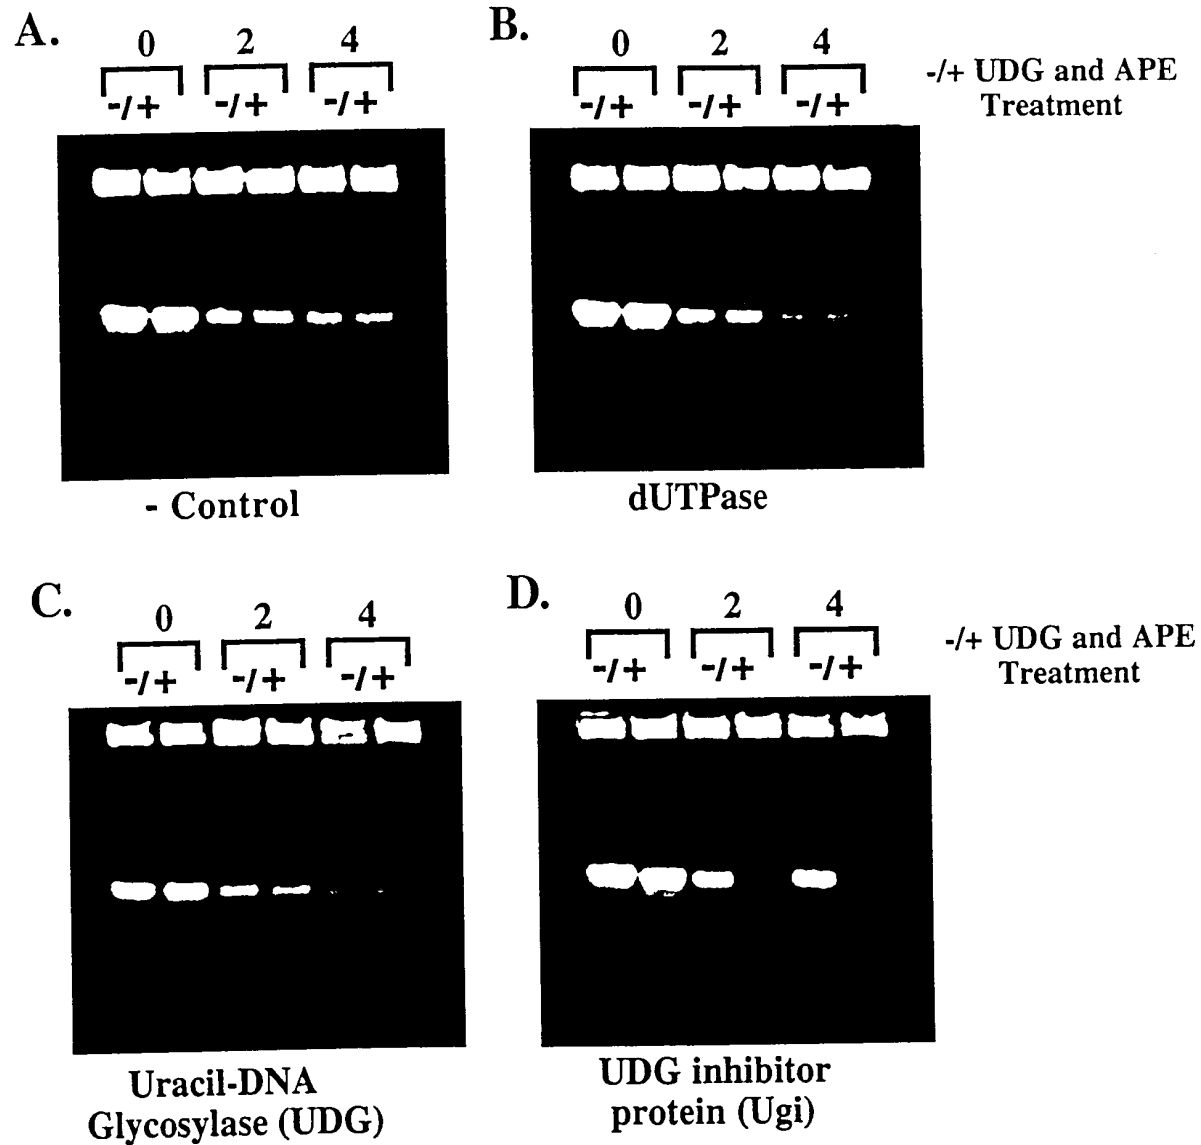 A.
0 2 4
-/+ -/+ -/+
- Control
B.
0 2 4
-/+ -/+ -/+
-/+ UDG and APE
Treatment
dUTPase
C.
0 2 4
-/+ -/+ -/+
Uracil-DNA
Glycosylase (UDG)
D.
0 2 4
-/+ -/+ -/+
-/+ UDG and APE
Treatment
UDG inhibitor
protein (Ugi)